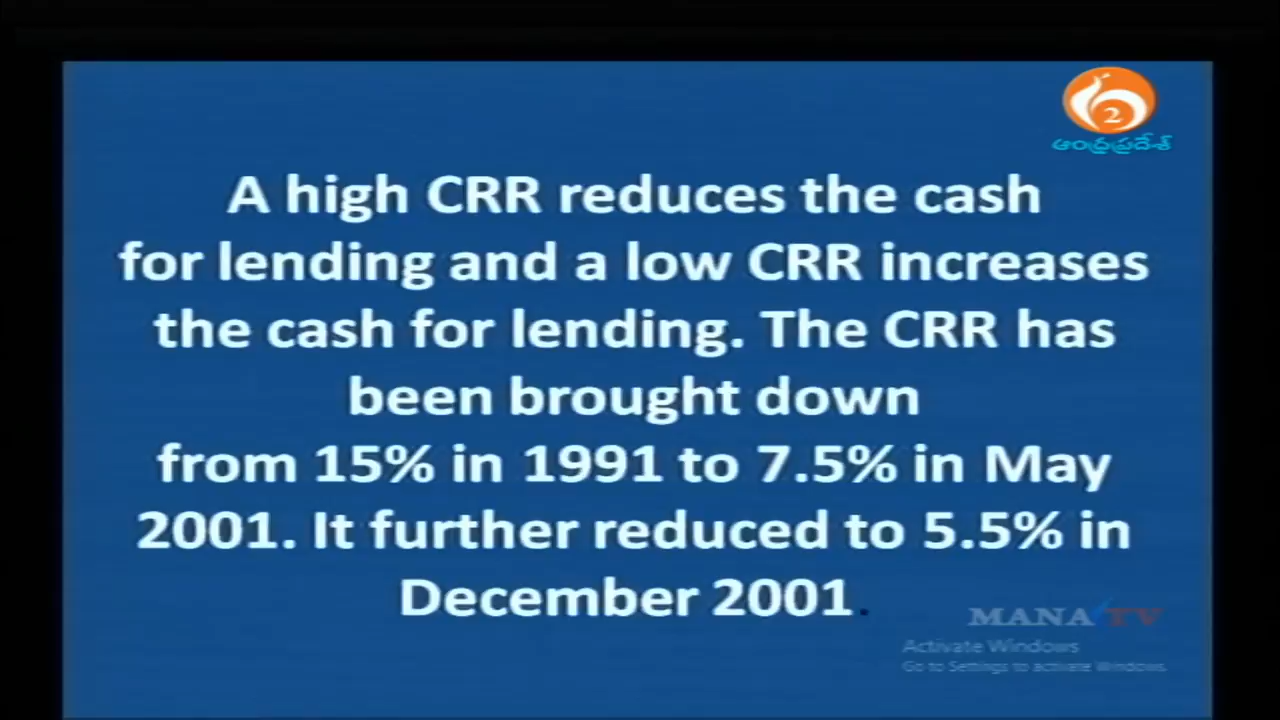 2
ఆంధ్రప్రదేశ్
A high CRR reduces the cash
for lending and a low CRR increases
the cash for lending. The CRR has
been brought down
from 15% in 1991 to 7.5% in May
2001. It further reduced to 5.5% in
December 2001.
MANA TV
Activate Windows
Go to Settings to activate Windows.